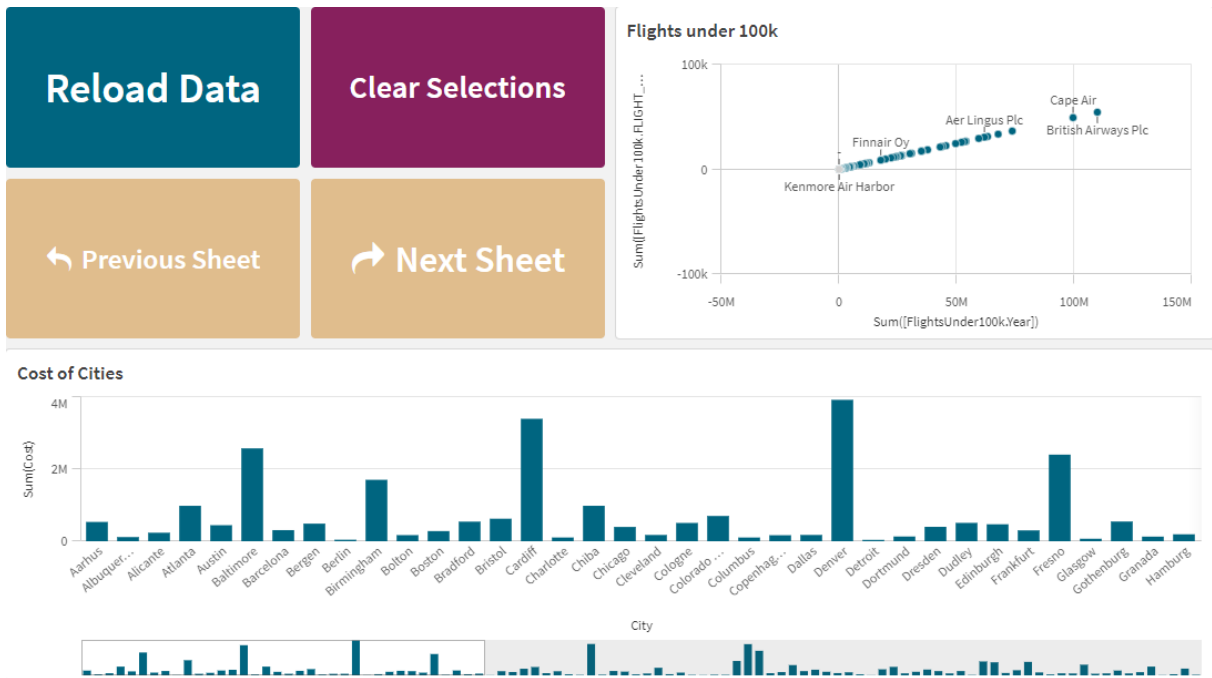 Reload Data
Clear Selections
Previous Sheet
Next Sheet
Flights under 100k
Sum([FlightsUnder100k.FLIGHT_...
100k
0
-100k
Cape Air
British Airways Plc
Aer Lingus Plc
Finnair Oy
Kenmore Air Harbor
-50M 0 50M 100M 150M
Sum([FlightsUnder100k.Year])
Cost of Cities
Sum(Cost)
4M
2M
0
Aarhus
Albuquer...
Alicante
Atlanta
Austin
Baltimore
Barcelona
Bergen
Berlin
Birmingham
Bolton
Boston
Bradford
Bristol
Cardiff
Charlotte
Chiba
Chicago
Cleveland
Cologne
Colorado ...
Columbus
Copenhag...
Dallas
Denver
Detroit
Dortmund
Dresden
Dudley
Edinburgh
Frankfurt
Fresno
Glasgow
Gothenburg
Granada
Hamburg
City